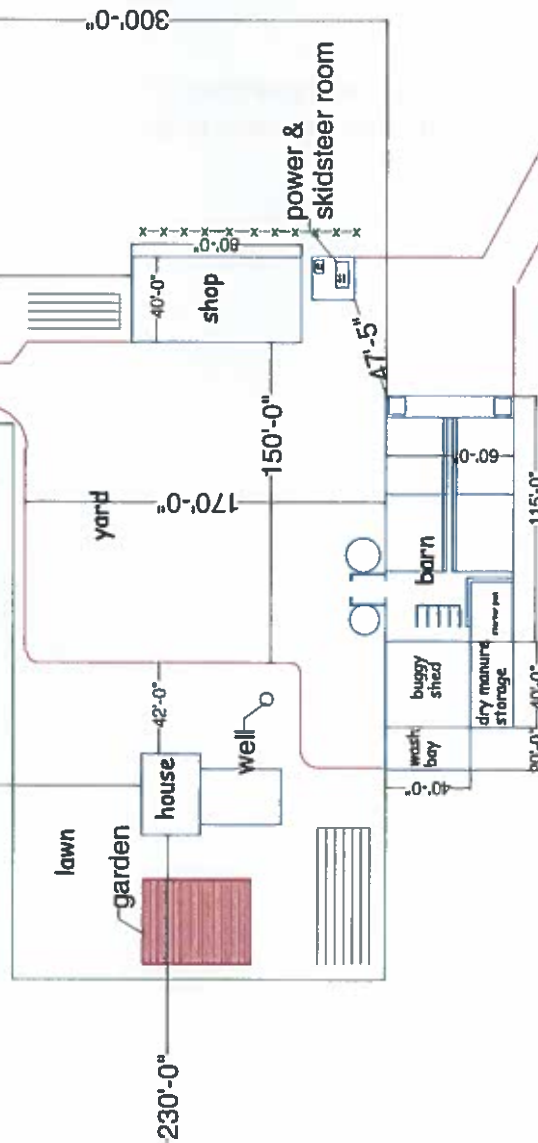 300'-0"
power &
skidsteer room
80'-0"
40'-0"
shop
47'-5"
150'-0"
170'-0"
yard
60'-0"
115'-0"
barn
42'-0"
well
buggy
shed
dry manure
storage
40'-0"
wash
bay
40'-0"
house
lawn
garden
230'-0"